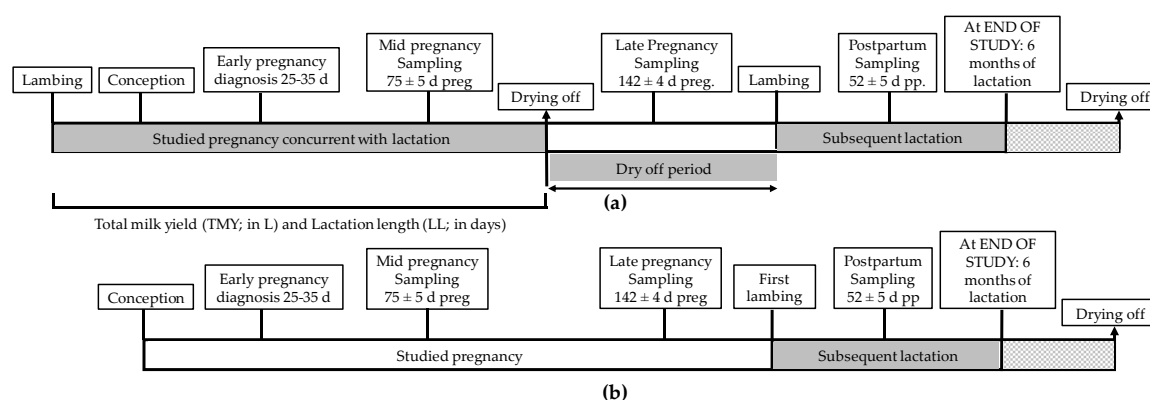 Lambing
Conception
Early pregnancy
diagnosis 25-35 d
Mid pregnancy
Sampling
75 ± 5 d preg
Drying off
Late Pregnancy
Sampling
142 ± 4 d preg.
Lambing
Postpartum
Sampling
52 ± 5 d pp.
At END OF
STUDY: 6
months of
lactation
Drying off
Studied pregnancy concurrent with lactation
Subsequent lactation
Dry off period
(a)
Total milk yield (TMY; in L) and Lactation length (LL; in days)
Conception
Early pregnancy
diagnosis 25-35 d
Mid pregnancy
Sampling
75 ± 5 d preg
Late pregnancy
Sampling
142 ± 4 d preg
First
lambing
Postpartum
Sampling
52 ± 5 d pp
At END OF
STUDY: 6
months of
lactation
Drying off
Studied pregnancy
Subsequent lactation
(b)